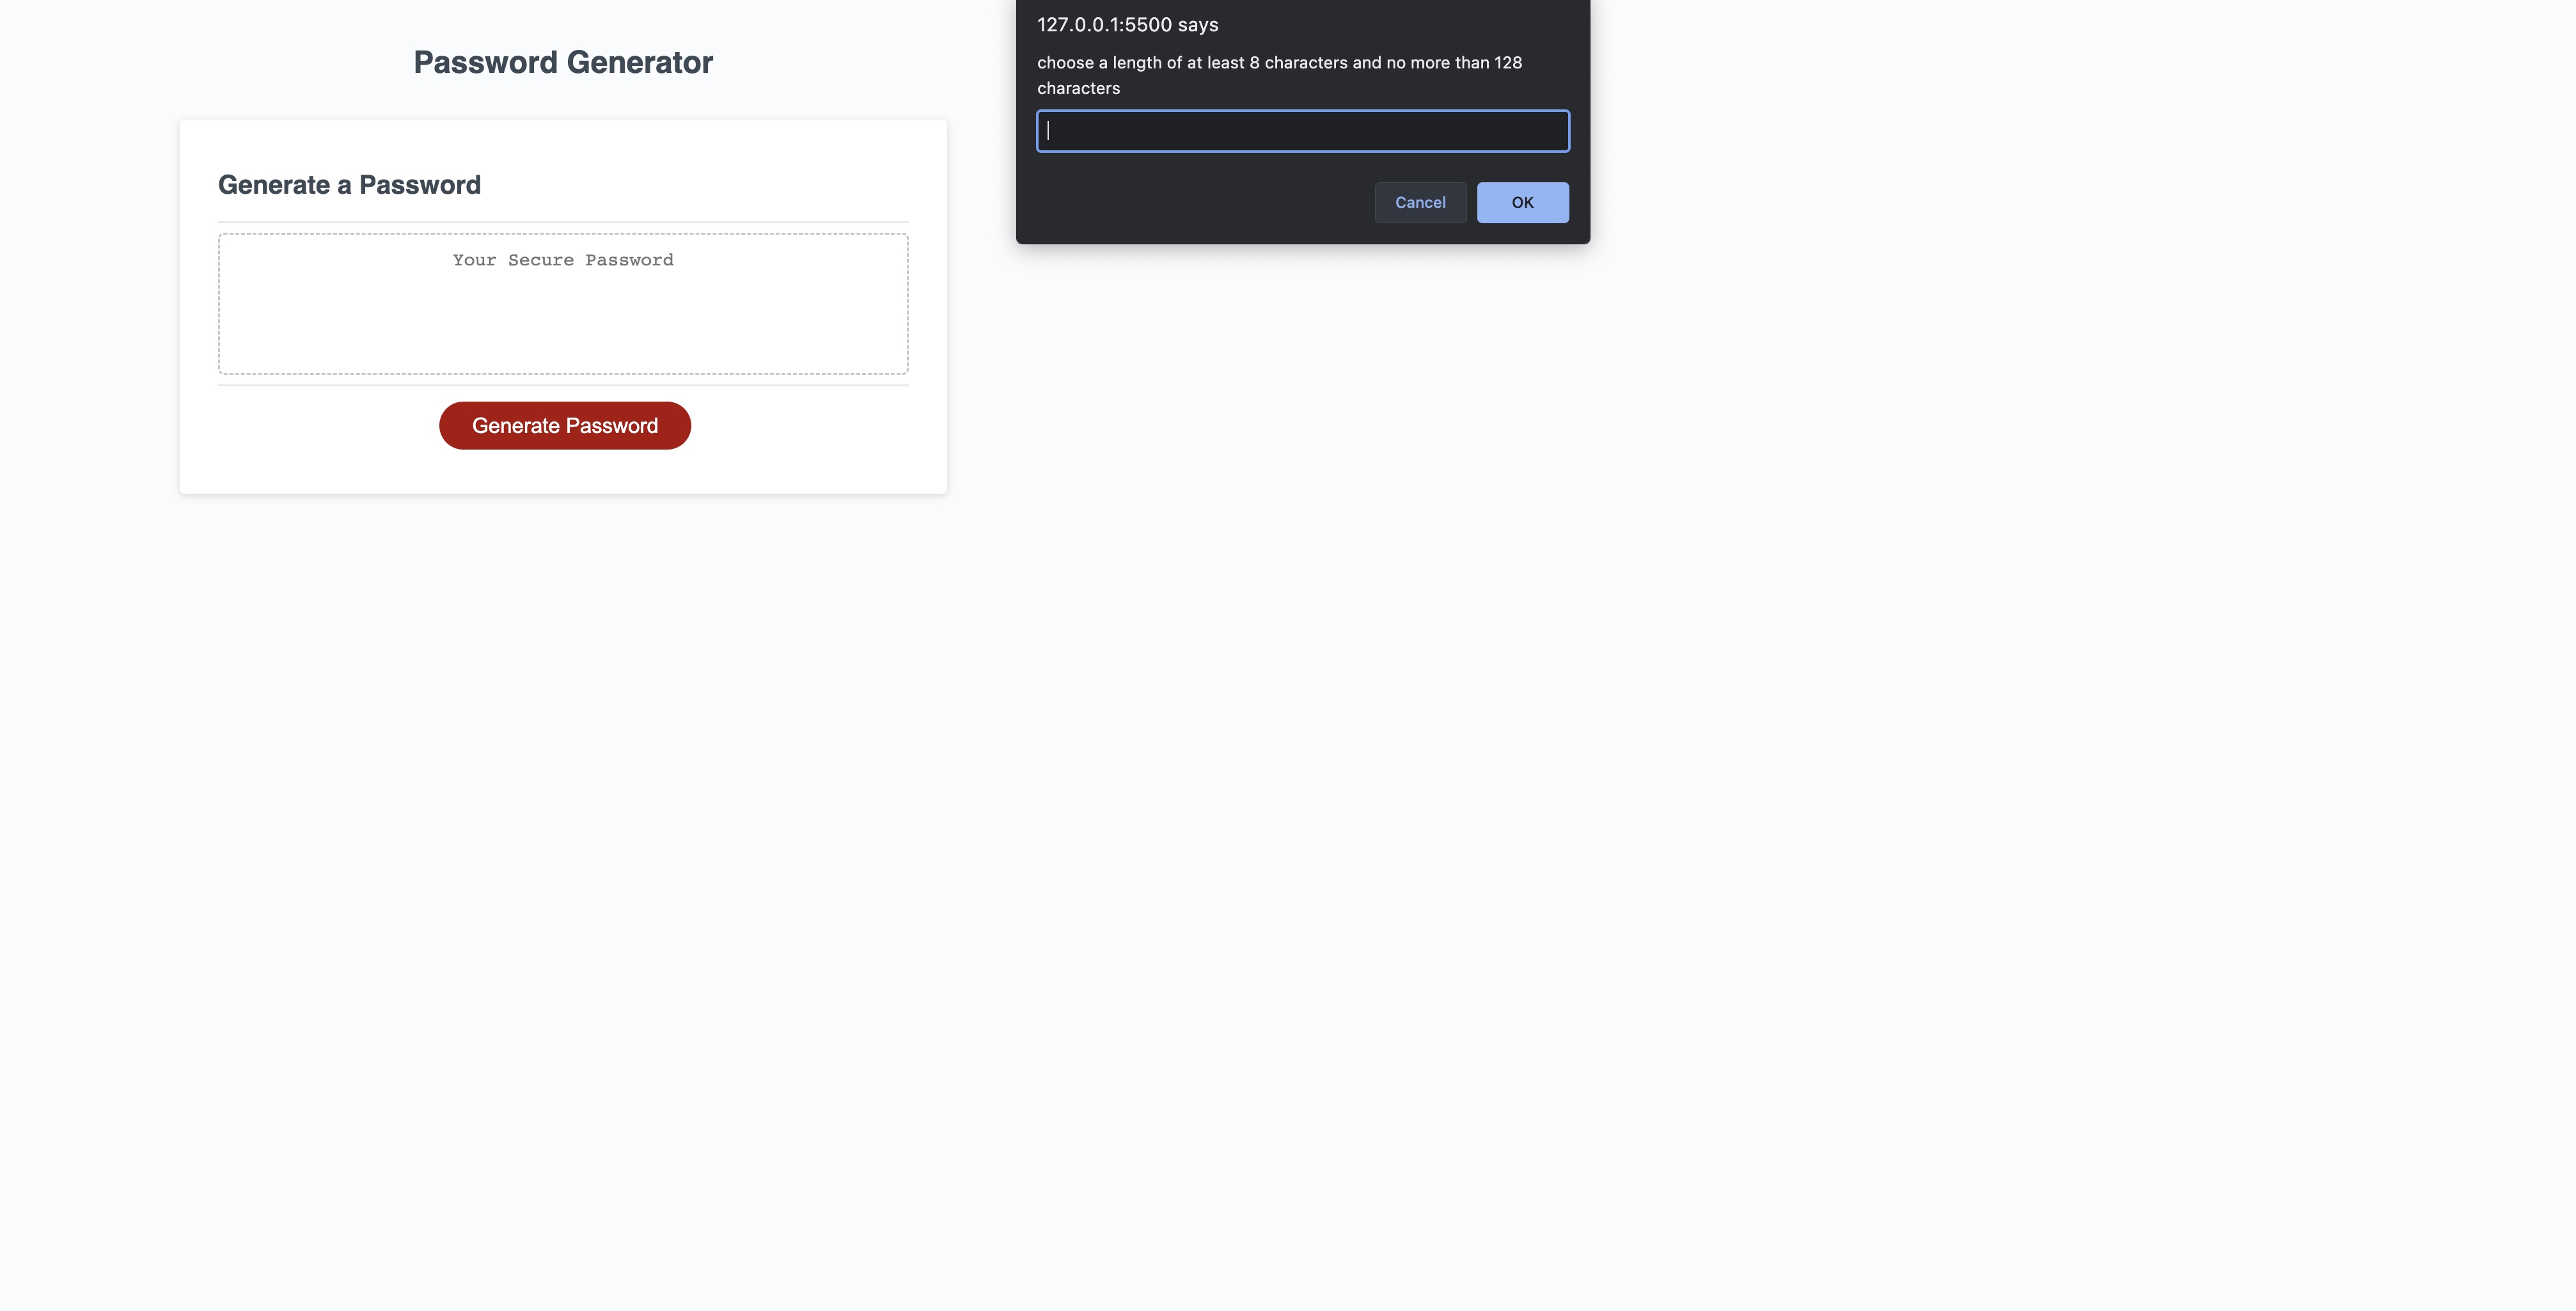 Password Generator
Generate a Password
Your Secure Password
Generate Password
127.0.0.1:5500 says
choose a length of at least 8 characters and no more than 128
characters
Cancel
OK